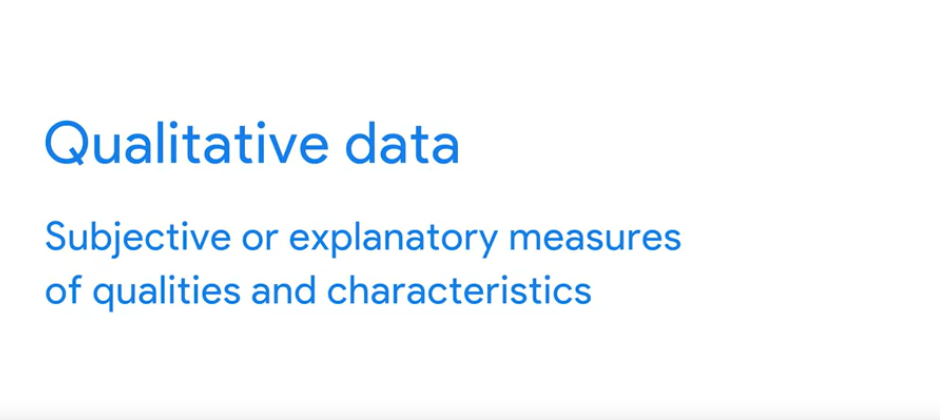 Qualitative data
Subjective or explanatory measures
of qualities and characteristics